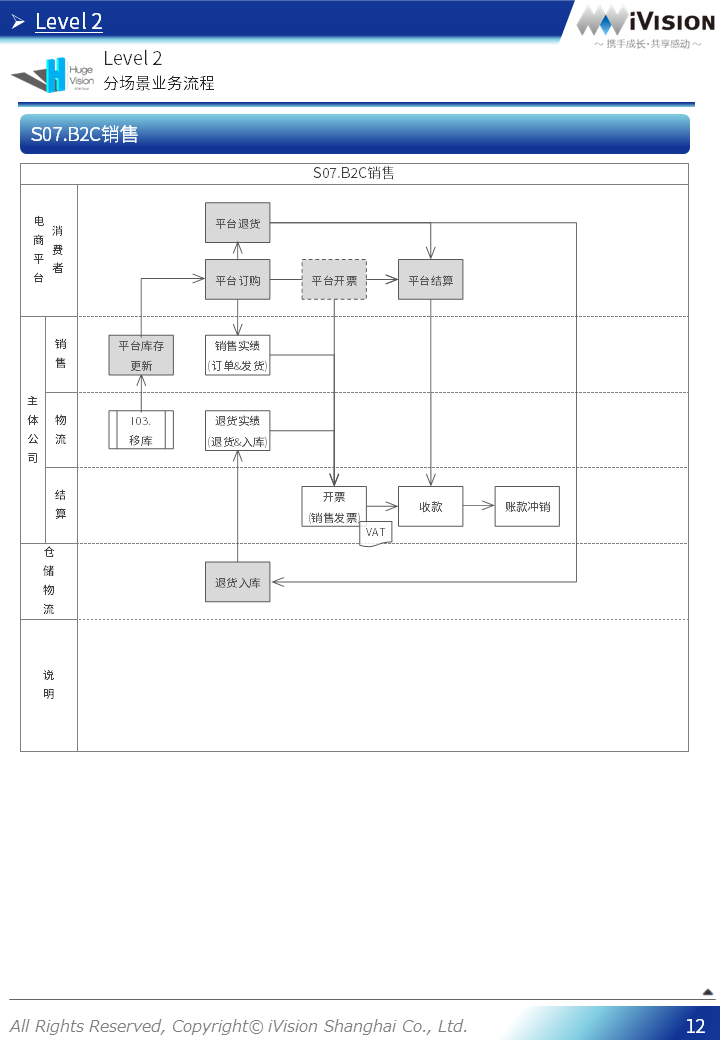 Level 2
iVision
～ 携手成长·共享感动 ～
Huge
Vision
Level 2
分场景业务流程
S07.B2C销售
S07.B2C销售
电商平台
消费者
平台退货
平台订购
平台开票
平台结算
主体公司
销售
平台库存
更新
销售实绩
(订单&发货)
物流
I03.
移库
退货实绩
(退货&入库)
结算
开票
(销售发票)
VAT
收款
账款冲销
仓储物流
退货入库
说明
All Rights Reserved, Copyright© iVision Shanghai Co., Ltd.
12